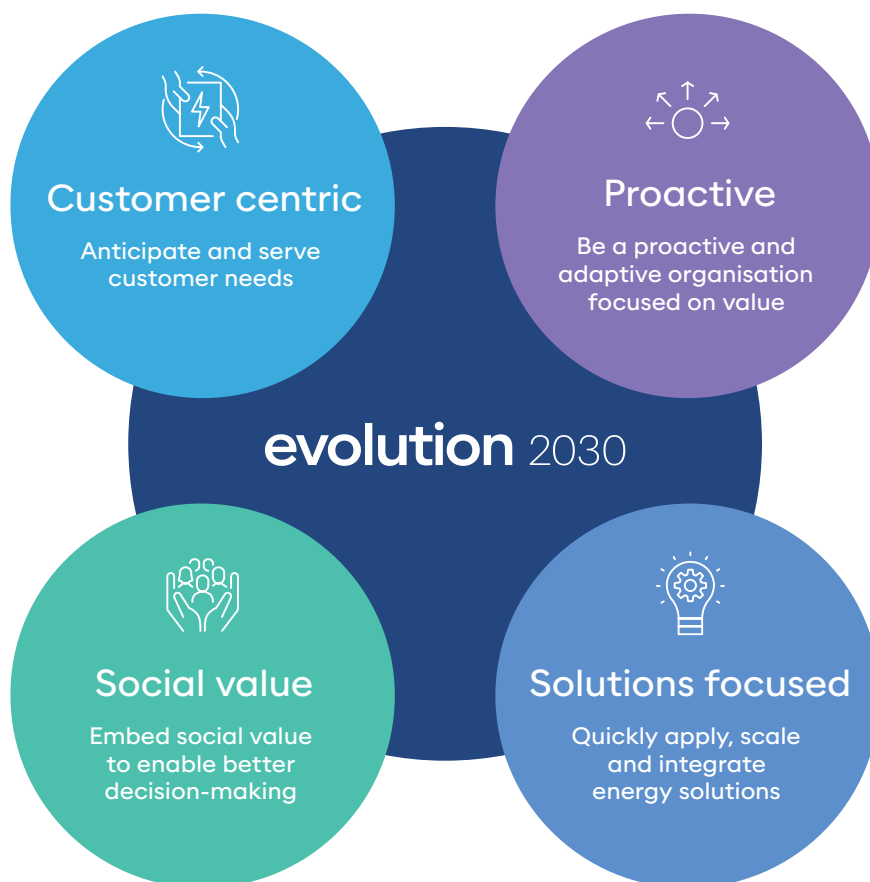 Customer centric
Anticipate and serve
customer needs
Proactive
Be a proactive and
adaptive organisation
focused on value
evolution 2030
Social value
Embed social value
to enable better
decision-making
Solutions focused
Quickly apply, scale
and integrate
energy solutions